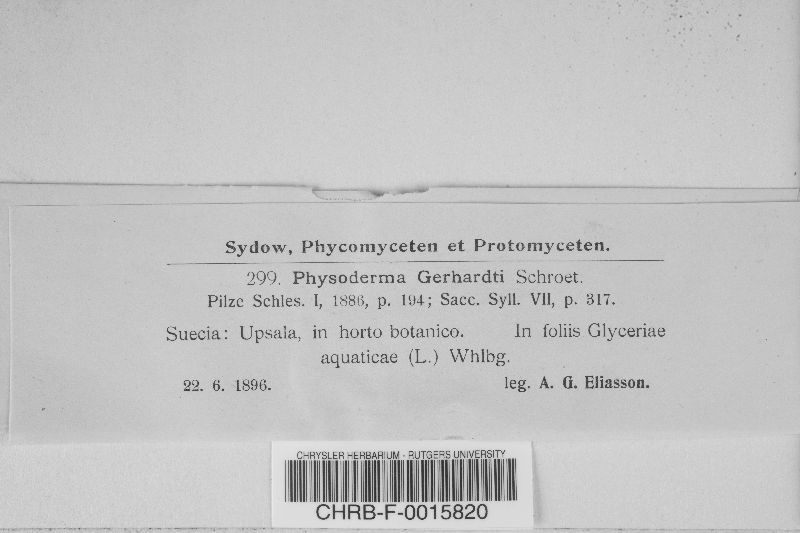 Sydow, Phycomyceten et Protomyceten.
299. Physoderma Gerhardti Schroet.
Pilze Schles. I, 1886, p. 194; Sacc. Syll. VII, p. 317.
Suecia: Upsala, in horto botanico. In foliis Glyceriae
aquaticae (L.) Whlbg.
22. 6. 1896. leg. A. G. Eliasson.
CHRYSLER HERBARIUM - RUTGERS UNIVERSITY
CHRB-F-0015820